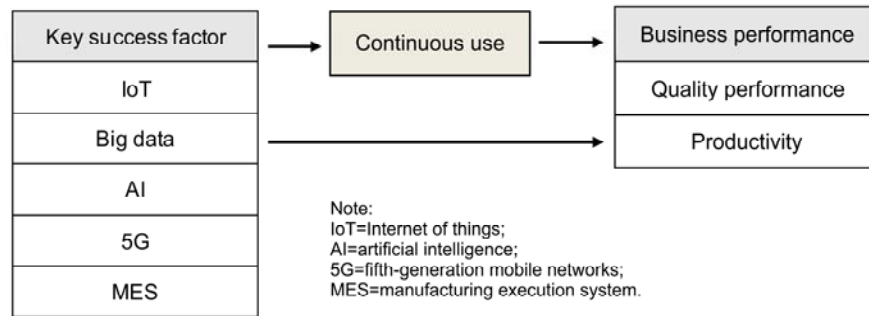 Key success factor
IoT
Big data
AI
5G
MES
Continuous use
Business performance
Quality performance
Productivity
Note:
IoT=Internet of things;
AI=artificial intelligence;
5G=fifth-generation mobile networks;
MES=manufacturing execution system.